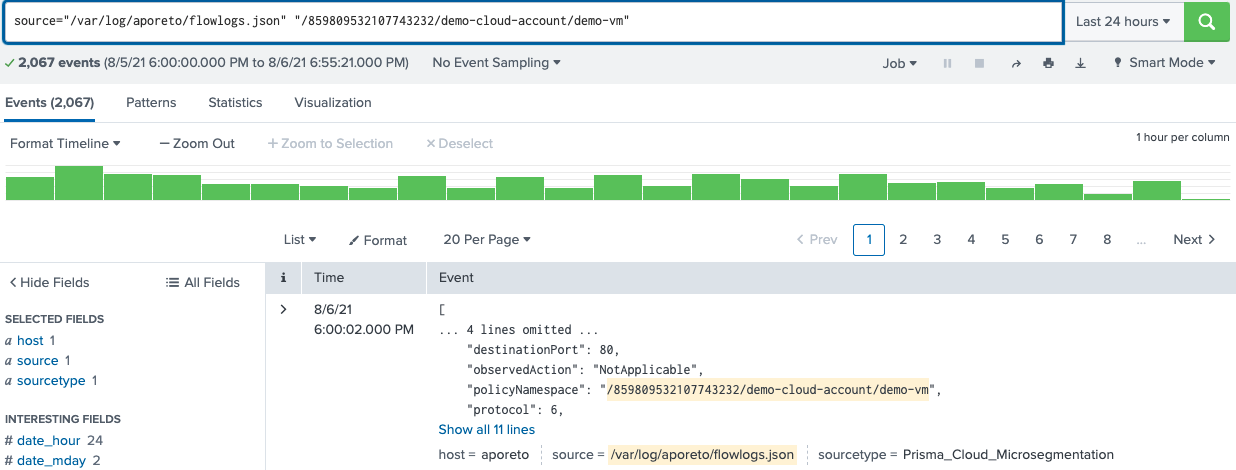 source="/var/log/aporeto/flowlogs.json" "/859809532107743232/demo-cloud-account/demo-vm"
Last 24 hours
2,067 events (8/5/21 6:00:00.000 PM to 8/6/21 6:55:21.000 PM)
No Event Sampling
Job
Smart Mode
Events (2,067)
Patterns
Statistics
Visualization
Format Timeline
— Zoom Out
+ Zoom to Selection
× Deselect
1 hour per column
List
Format
20 Per Page
< Prev
1
2
3
4
5
6
7
8
...
Next >
< Hide Fields
All Fields
i
Time
Event
SELECTED FIELDS
a host 1
a source 1
a sourcetype 1
INTERESTING FIELDS
# date_hour 24
# date_mday 2
>
8/6/21
6:00:02.000 PM
[
... 4 lines omitted ...
"destinationPort": 80,
"observedAction": "NotApplicable",
"policyNamespace": "/859809532107743232/demo-cloud-account/demo-vm",
"protocol": 6,
Show all 11 lines
host = aporeto
source = /var/log/aporeto/flowlogs.json
sourcetype = Prisma_Cloud_Microsegmentation